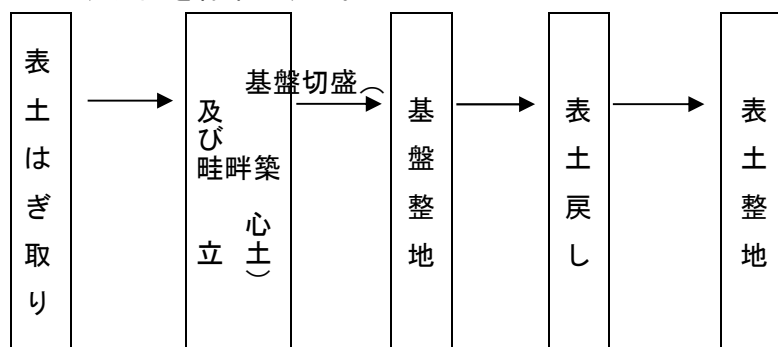 表土はぎ取り
基盤切盛（心土）
及び畦畔築立
基盤整地
表土戻し
表土整地